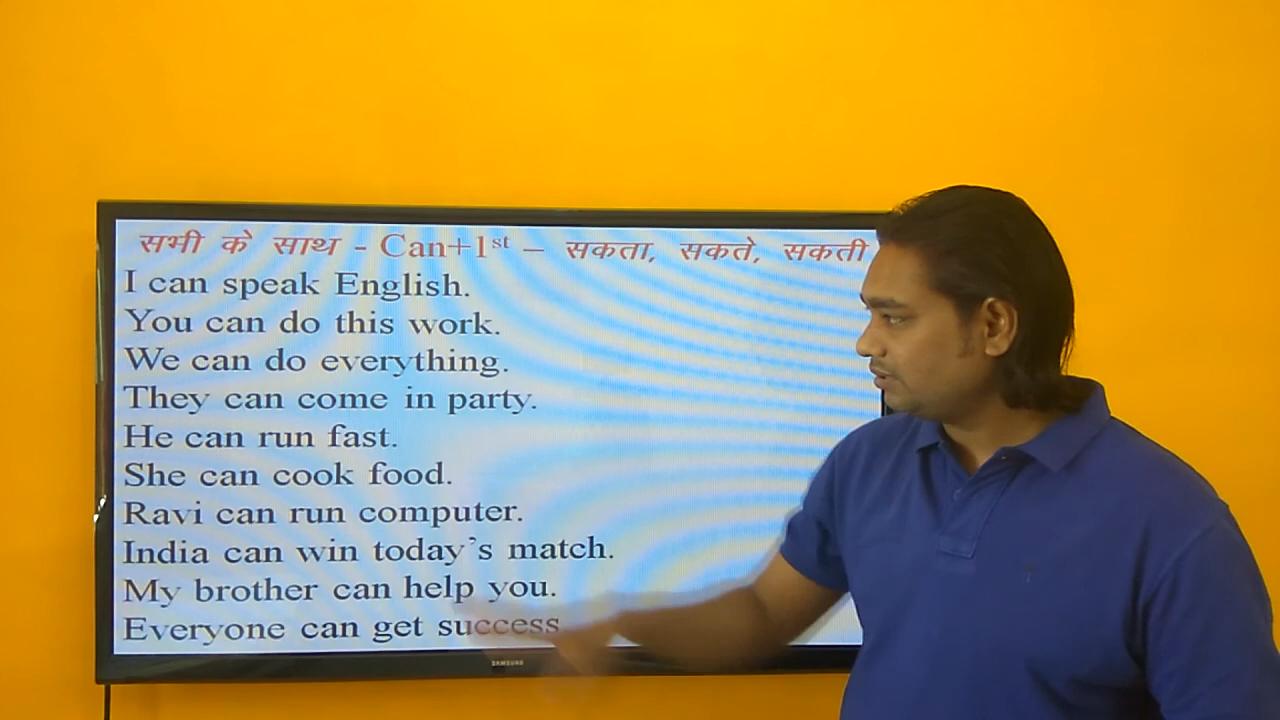 सभी के साथ - Can+1st – सकता, सकते, सकती
I can speak English.
You can do this work.
We can do everything.
They can come in party.
He can run fast.
She can cook food.
Ravi can run computer.
India can win today’s match.
My brother can help you.
Everyone can get success
SAMSUNG